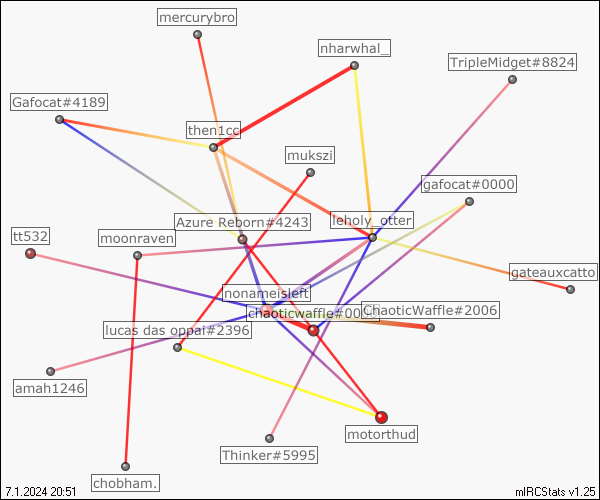 mercurybro
nharwhal_
TripleMidget#8824
Gafocat#4189
then1cc
mukszi
gafocat#0000
leholy_otter
Azure Reborn#4243
tt532
moonraven
gateauxcatto
nonameisleft
chaoticwaffle#0
ChaoticWaffle#2006
lucas das oppai#2396
amah1246
motorthud
Thinker#5995
chobham.
7.1.2024 20:51
mIRCStats v1.25